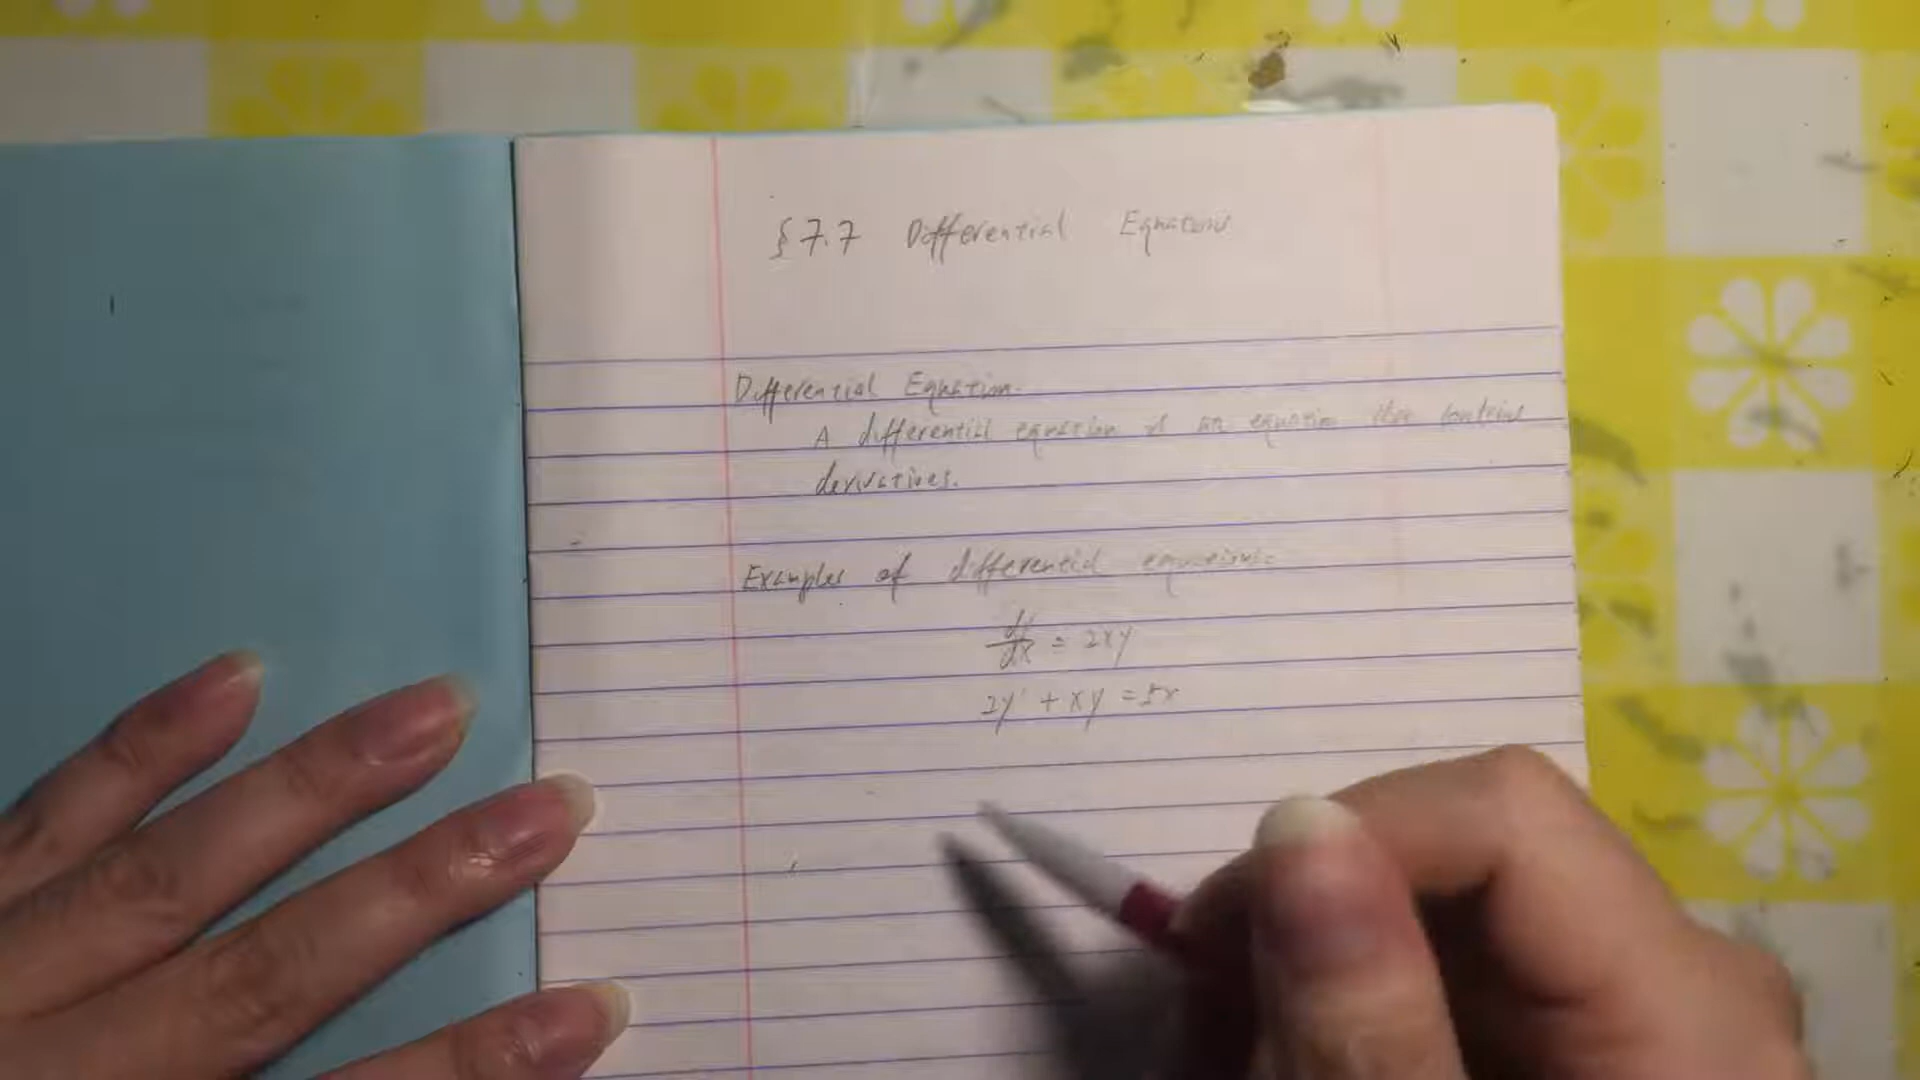 §7.7 Differential Equations
Differential Equation.
A differential equation is an equation that contains
derivatives.
Examples of differential equations:
dy/dx = 2xy
2y' + xy = 5x